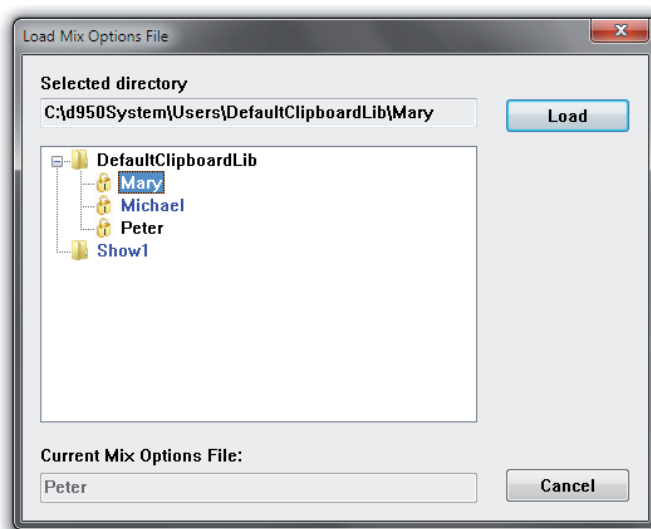 Load Mix Options File
Selected directory
C:\d950System\Users\DefaultClipboardLib\Mary
Load
DefaultClipboardLib
Mary
Michael
Peter
Show1
Current Mix Options File:
Peter
Cancel